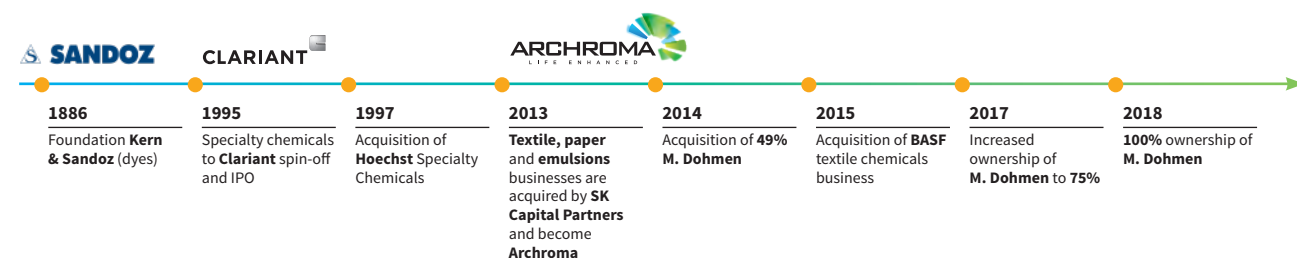 SANDOZ
CLARIANT
ARCHROMA
LIFE ENHANCED
1886
Foundation Kern
& Sandoz (dyes)
1995
Specialty chemicals
to Clariant spin-off
and IPO
1997
Acquisition of
Hoechst Specialty
Chemicals
2013
Textile, paper
and emulsions
businesses are
acquired by SK
Capital Partners
and become
Archroma
2014
Acquisition of 49%
M. Dohmen
2015
Acquisition of BASF
textile chemicals
business
2017
Increased
ownership of
M. Dohmen to 75%
2018
100% ownership of
M. Dohmen